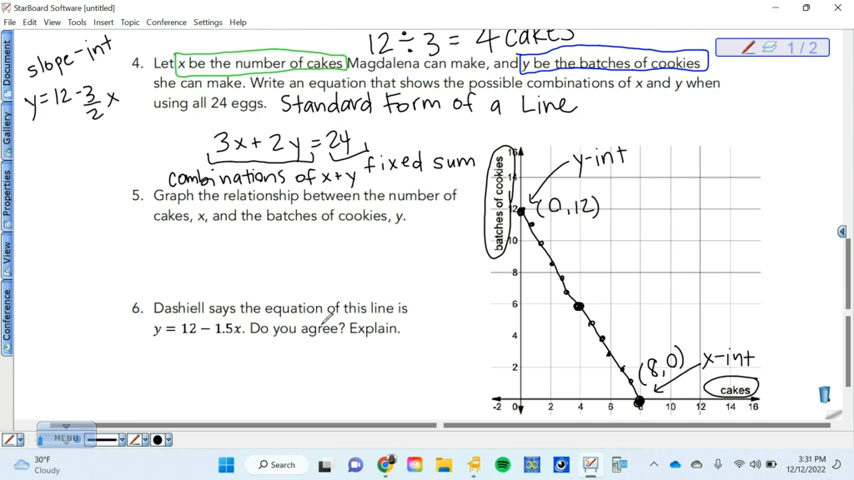 StarBoard Software [untitled]
File Edit View Tools Insert Page Conference Settings Help
Document
Gallery
Properties
View
Conference
1 / 2
12 ÷ 3 = 4 cakes
slope-int
y = 12 - 3/2 x
4. Let x be the number of cakes Magdalena can make, and y be the batches of cookies
she can make. Write an equation that shows the possible combinations of x and y when
using all 24 eggs. Standard Form of a Line
3x + 2y = 24
combinations of x+y fixed sum
5. Graph the relationship between the number of
cakes, x, and the batches of cookies, y.
6. Dashiell says the equation of this line is
y = 12 − 1.5x. Do you agree? Explain.
batches of cookies
y-int
(0,12)
16
14
12
10
8
6
4
2
(8,0)
x-int
cakes
-2 0 2 4 6 8 10 12 14 16
MENU
30°F
Cloudy
Search
3:31 PM
12/12/2022